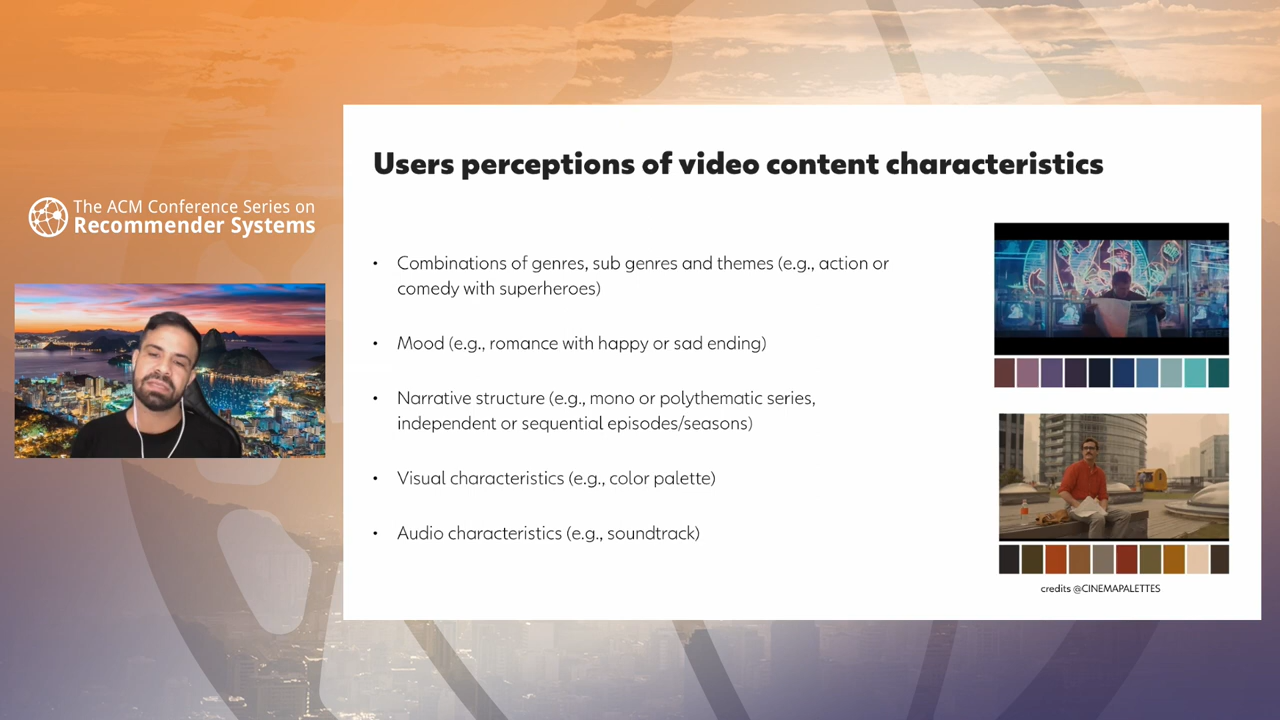 The ACM Conference Series on
Recommender Systems
Users perceptions of video content characteristics
• Combinations of genres, sub genres and themes (e.g., action or
comedy with superheroes)
• Mood (e.g., romance with happy or sad ending)
• Narrative structure (e.g., mono or polythematic series,
independent or sequential episodes/seasons)
• Visual characteristics (e.g., color palette)
• Audio characteristics (e.g., soundtrack)
credits @CINEMAPALETTES